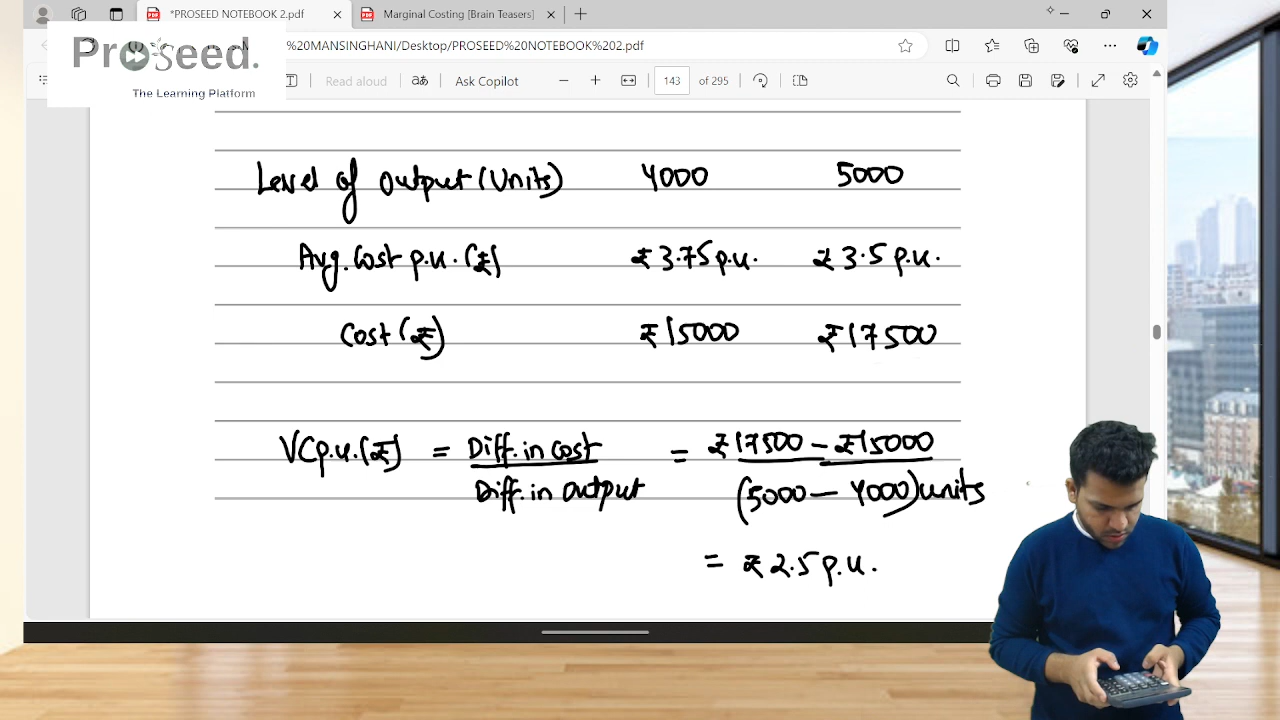 *PROSEED NOTEBOOK 2.pdf
Marginal Costing [Brain Teasers]
%20MANSINGHANI/Desktop/PROSEED%20NOTEBOOK%202.pdf
Proseed.
The Learning Platform
Read aloud
Ask Copilot
143 of 295
Level of output (Units) 4000 5000
Avg. Cost p.u. (₹) ₹3.75 p.u. ₹3.5 p.u.
Cost (₹) ₹15000 ₹17500
VC p.u. (₹) = Diff. in cost = ₹17500 - ₹15000
Diff. in output (5000 - 4000) units
= ₹2.5 p.u.